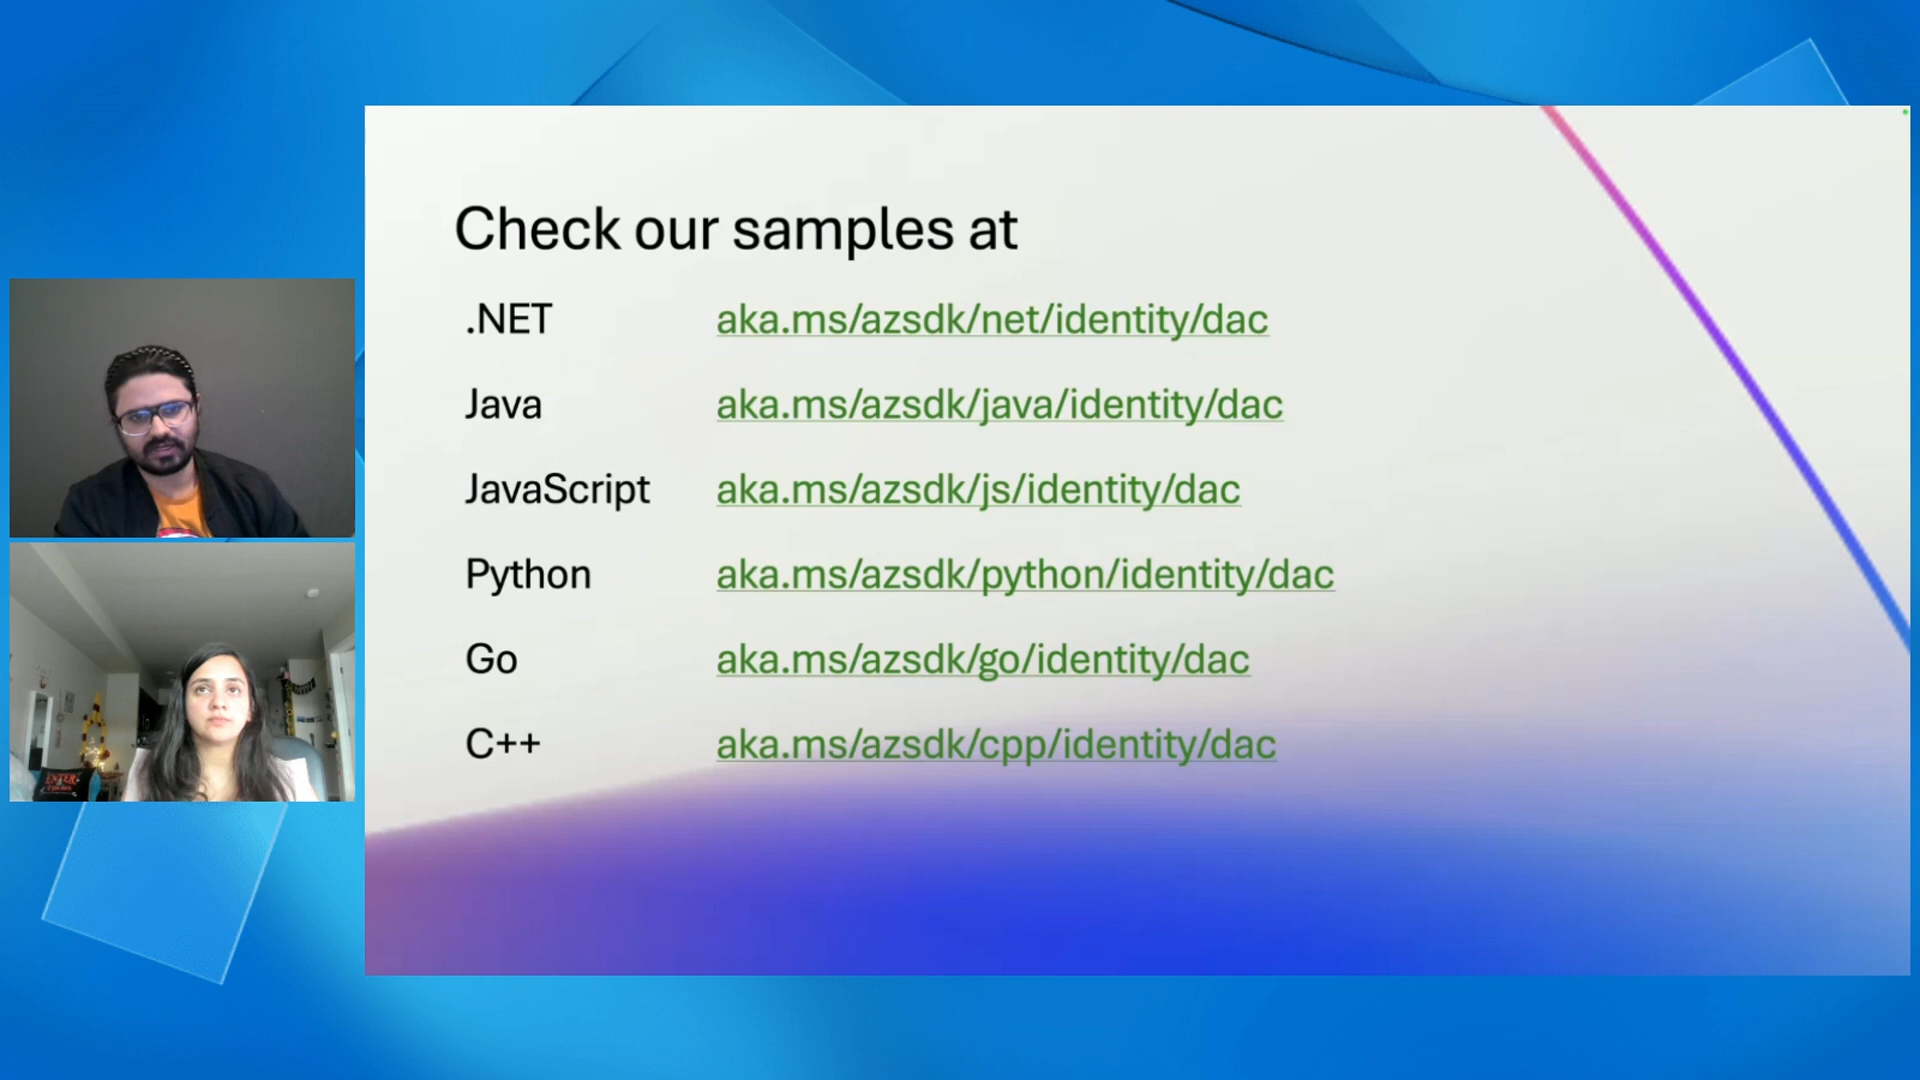 Check our samples at
.NET aka.ms/azsdk/net/identity/dac
Java aka.ms/azsdk/java/identity/dac
JavaScript aka.ms/azsdk/js/identity/dac
Python aka.ms/azsdk/python/identity/dac
Go aka.ms/azsdk/go/identity/dac
C++ aka.ms/azsdk/cpp/identity/dac
ENTER